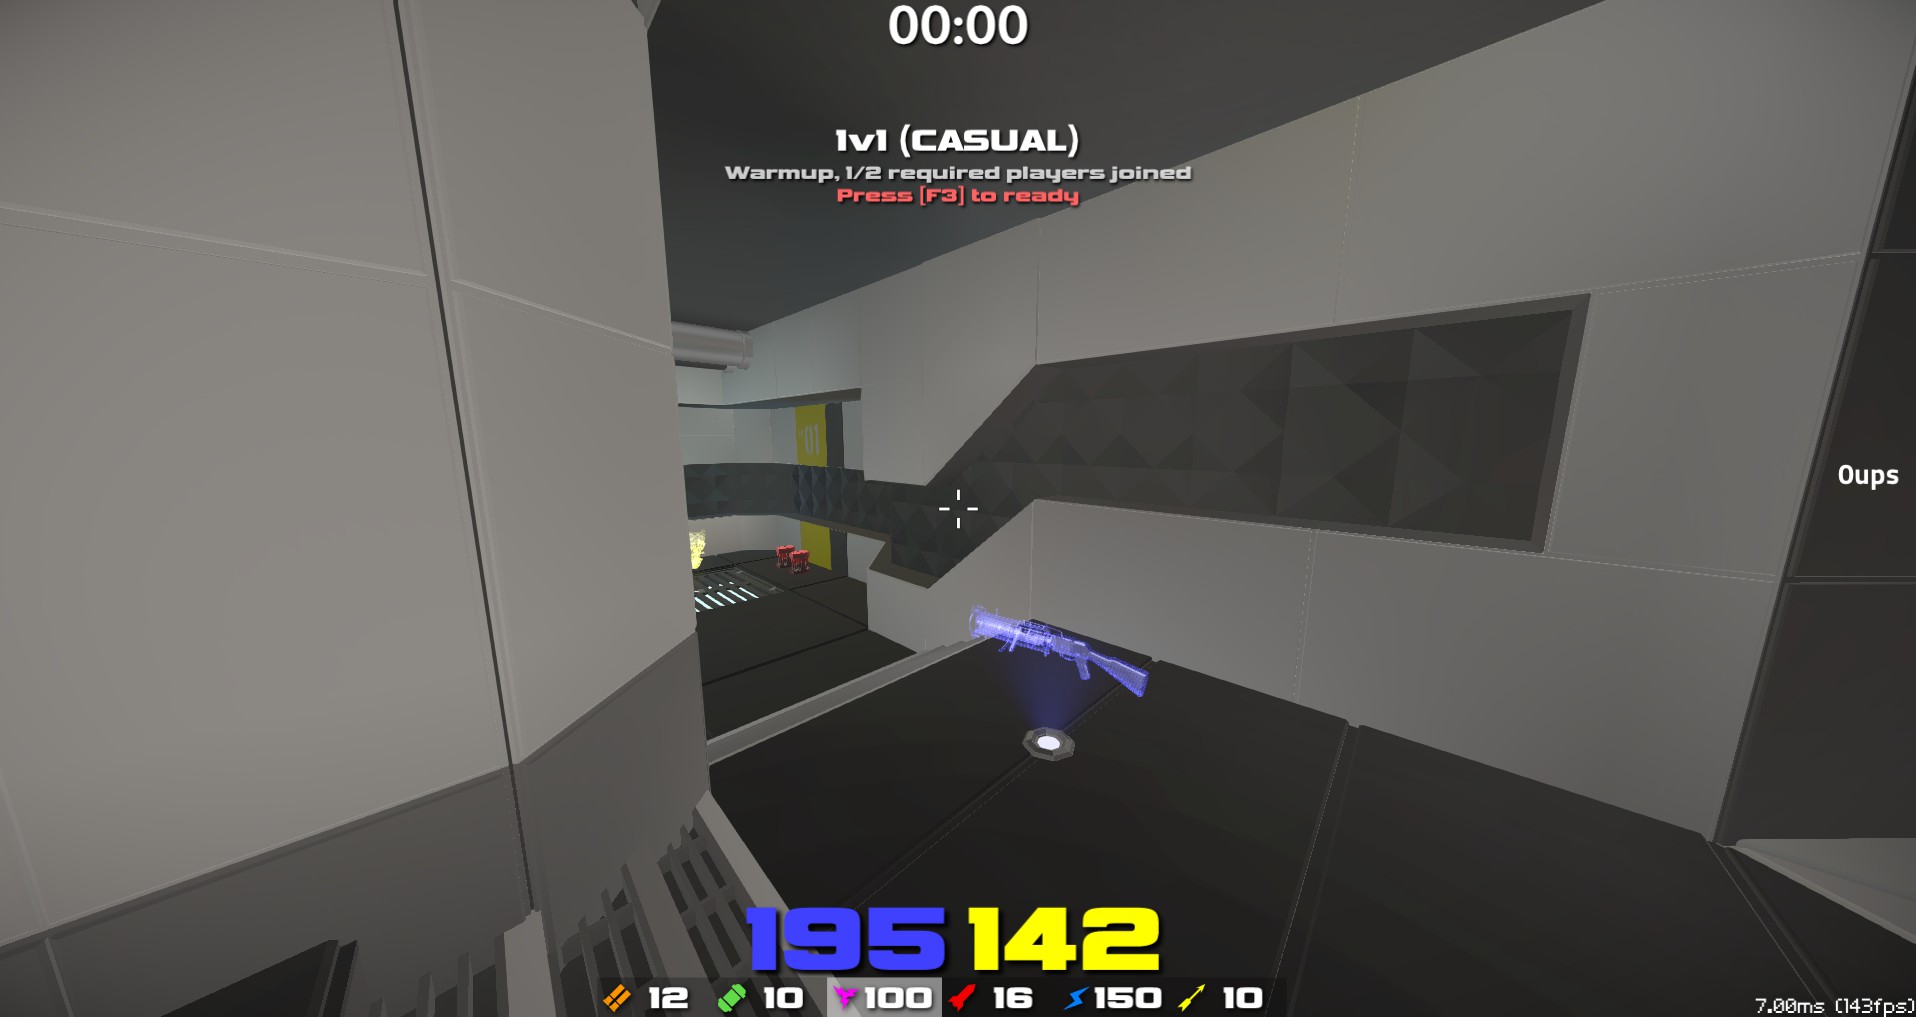 00:00
1v1 (CASUAL)
Warmup, 1/2 required players joined
Press [F3] to ready
01
Oups
195 142
12 10 100 16 150 10
7.00ms (143fps)